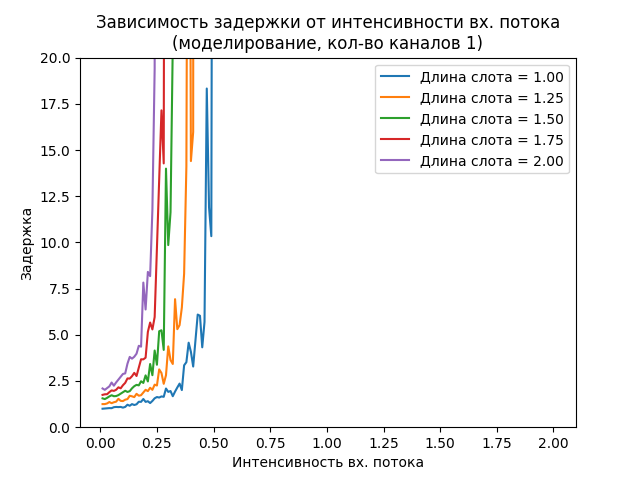 Зависимость задержки от интенсивности вх. потока
(моделирование, кол-во каналов 1)
20.0
17.5
15.0
12.5
10.0
7.5
5.0
2.5
0.0
Задержка
Длина слота = 1.00
Длина слота = 1.25
Длина слота = 1.50
Длина слота = 1.75
Длина слота = 2.00
0.00 0.25 0.50 0.75 1.00 1.25 1.50 1.75 2.00
Интенсивность вх. потока